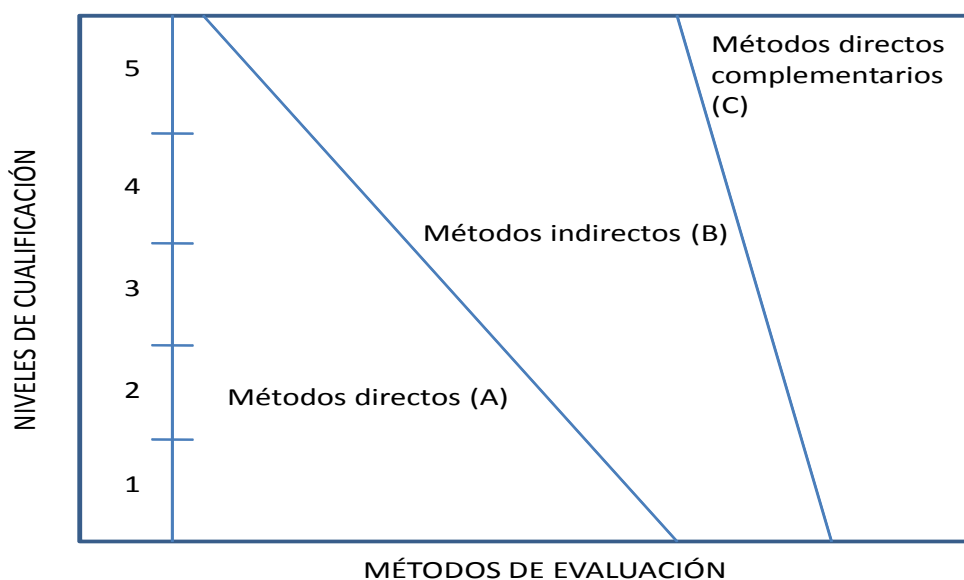 NIVELES DE CUALIFICACIÓN
5
4
3
2
1
Métodos directos
complementarios
(C)
Métodos indirectos (B)
Métodos directos (A)
MÉTODOS DE EVALUACIÓN